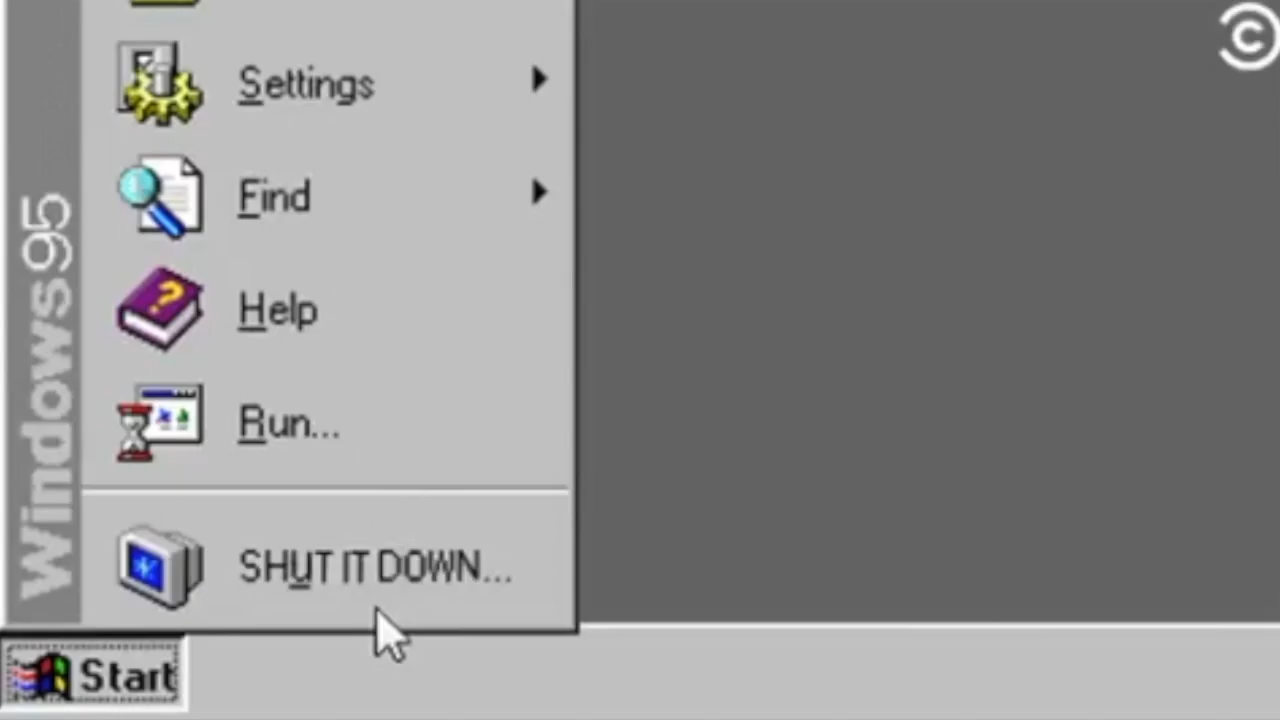 Settings
Find
Help
Run...
SHUT IT DOWN...
Windows95
Start